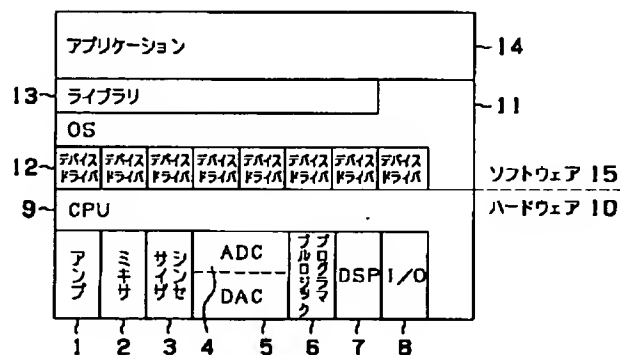 アプリケーション
14
13
ライブラリ
11
OS
12
デバイスドライバ
デバイスドライバ
デバイスドライバ
デバイスドライバ
デバイスドライバ
デバイスドライバ
デバイスドライバ
デバイスドライバ
ソフトウェア 15
9
CPU
ハードウェア 10
アンプ
ミキサ
シンセサイザ
ADC
DAC
プログラマブルロジック
DSP
I/O
1
2
3
4
5
6
7
8